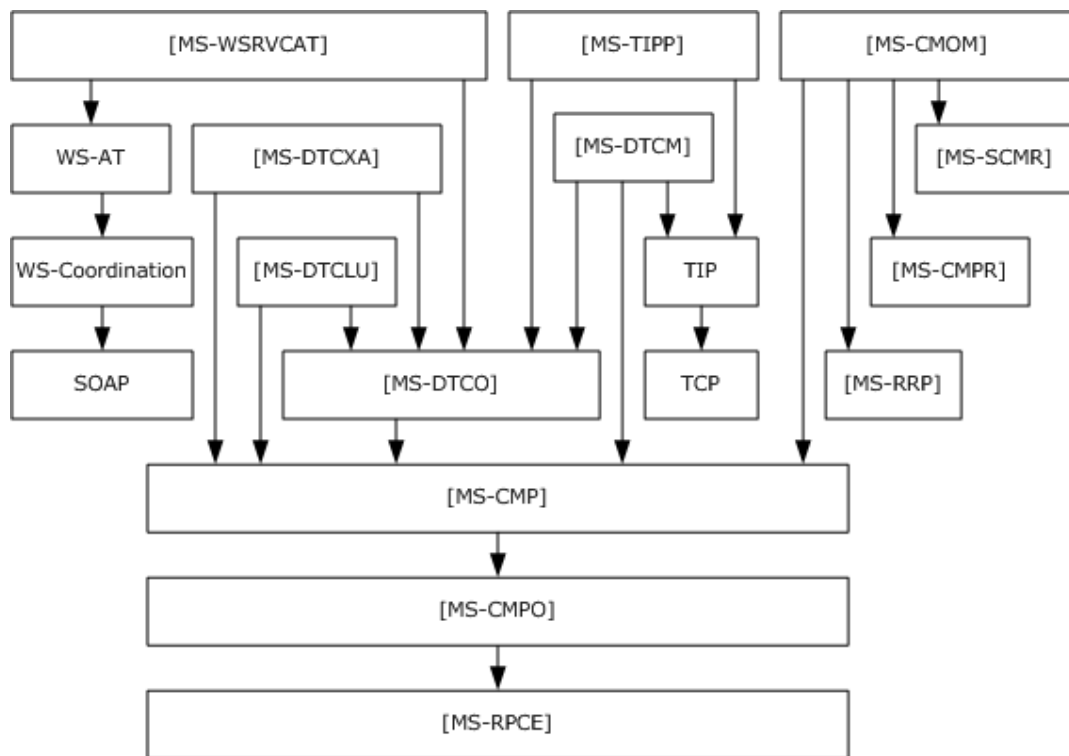 [MS-WSRVCAT]
[MS-TIPP]
[MS-CMOM]
WS-AT
[MS-DTCXA]
[MS-DTCM]
[MS-SCMR]
WS-Coordination
[MS-DTCLU]
TIP
[MS-CMPR]
SOAP
[MS-DTCO]
TCP
[MS-RRP]
[MS-CMP]
[MS-CMPO]
[MS-RPCE]